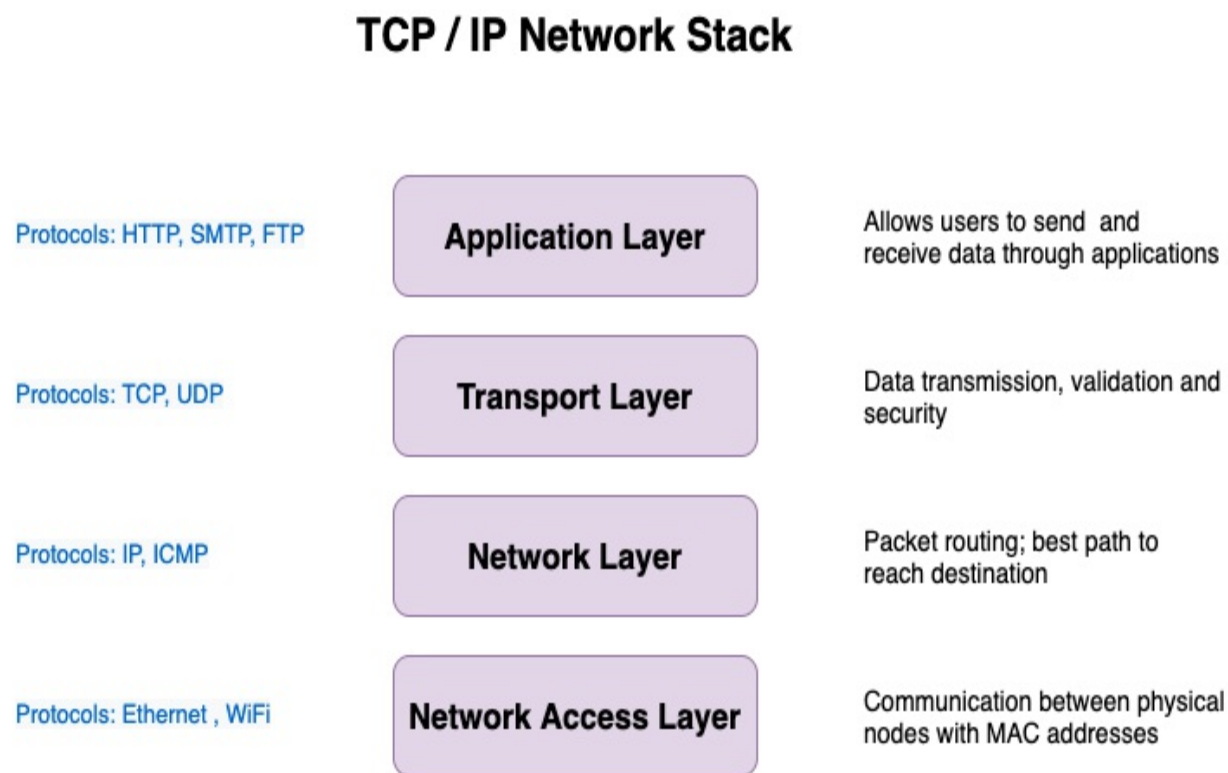 TCP / IP Network Stack
Protocols: HTTP, SMTP, FTP
Application Layer
Allows users to send and
receive data through applications
Protocols: TCP, UDP
Transport Layer
Data transmission, validation and
security
Protocols: IP, ICMP
Network Layer
Packet routing; best path to
reach destination
Protocols: Ethernet , WiFi
Network Access Layer
Communication between physical
nodes with MAC addresses